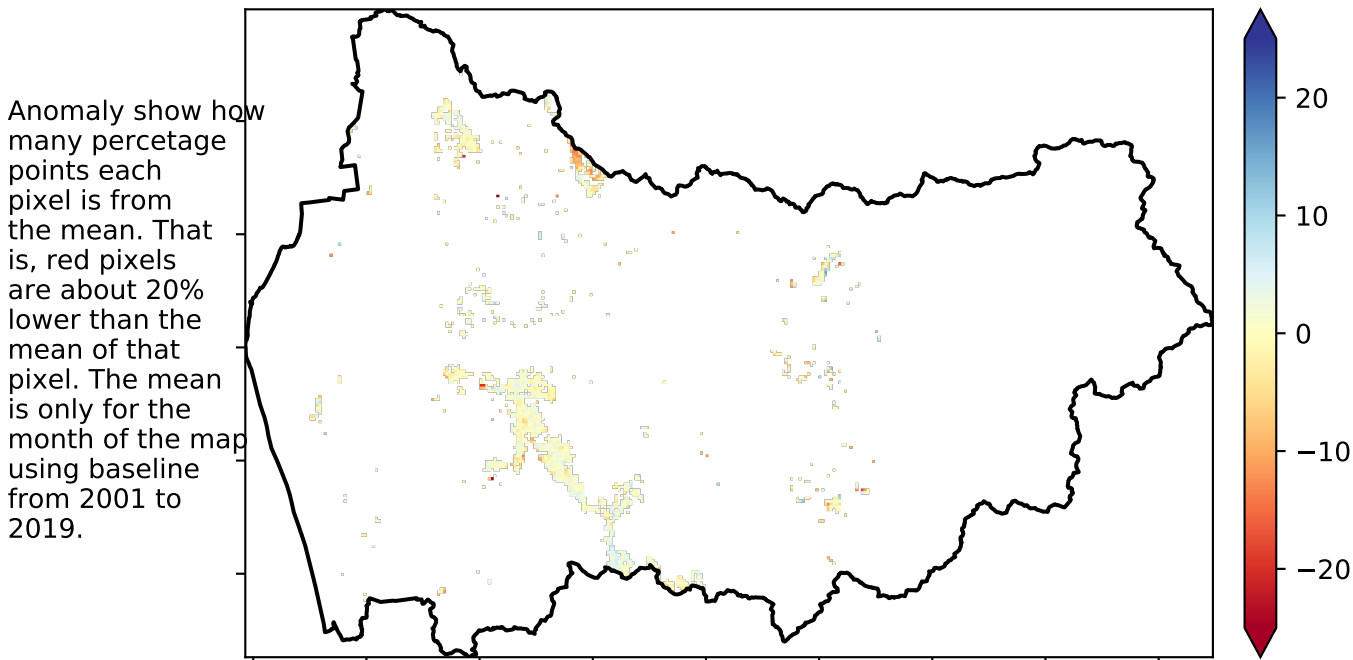 Anomaly show how
many percetage
points each
pixel is from
the mean. That
is, red pixels
are about 20%
lower than the
mean of that
pixel. The mean
is only for the
month of the map
using baseline
from 2001 to
2019.
20
10
0
−10
−20